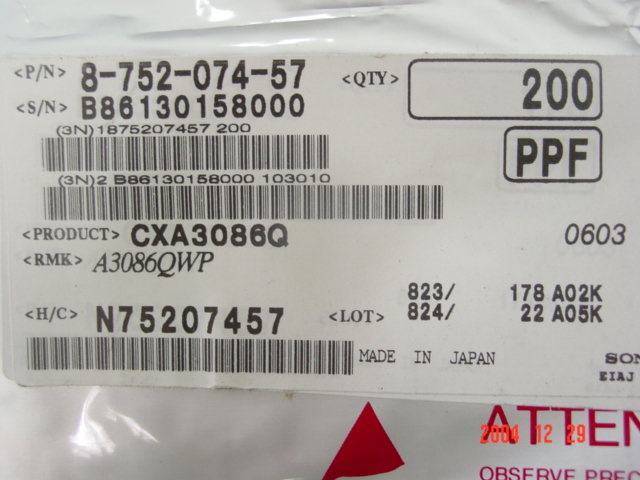 <P/N> 8-752-074-57 <QTY> 200
<S/N> B86130158000
(3N)1875207457 200
PPF
(3N)2 B86130158000 103010
<PRODUCT> CXA3086Q 0603
<RMK> A3086QWP
823/ 178 A02K
<H/C> N75207457 <LOT> 824/ 22 A05K
MADE IN JAPAN SON
EIAJ
ATTEN
2004 12 29
OBSERVE PREC